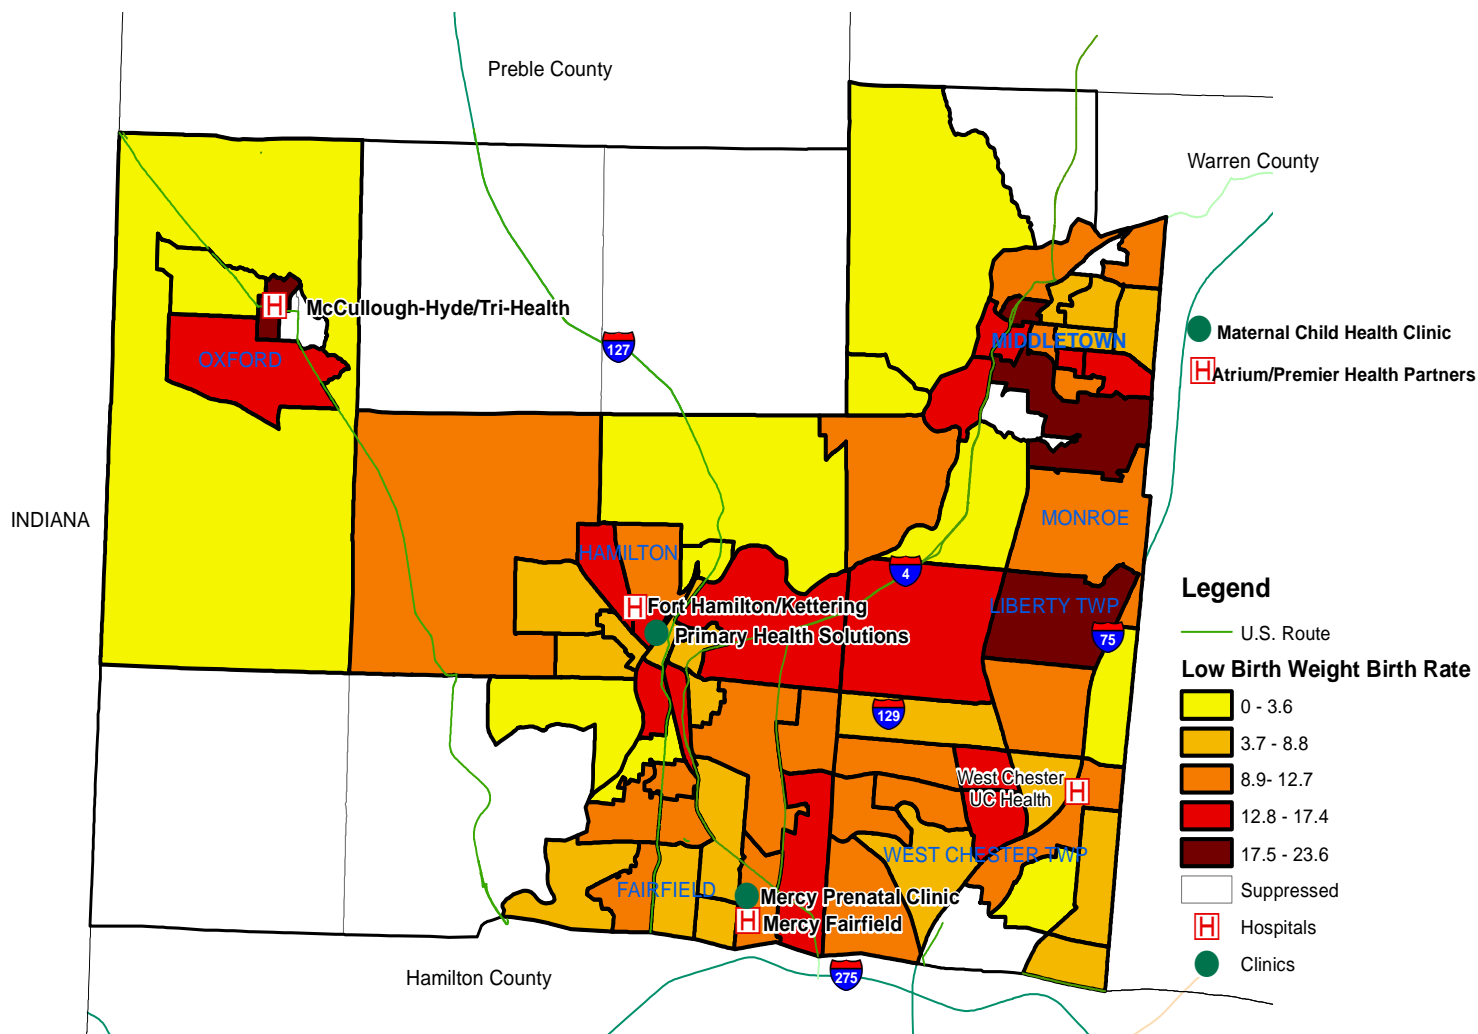 Preble County
Warren County
H
McCullough-Hyde/Tri-Health
127
Maternal Child Health Clinic
MIDDLETOWN
OXFORD
H
Atrium/Premier Health Partners
INDIANA
MONROE
HAMILTON
4
Legend
H
Fort Hamilton/Kettering
LIBERTY TWP
U.S. Route
Primary Health Solutions
75
Low Birth Weight Birth Rate
0 - 3.6
129
3.7 - 8.8
West Chester
UC Health
H
8.9- 12.7
12.8 - 17.4
WEST CHESTER TWP
17.5 - 23.6
FAIRFIELD
Suppressed
Mercy Prenatal Clinic
H
Mercy Fairfield
H
Hospitals
Clinics
Hamilton County
275